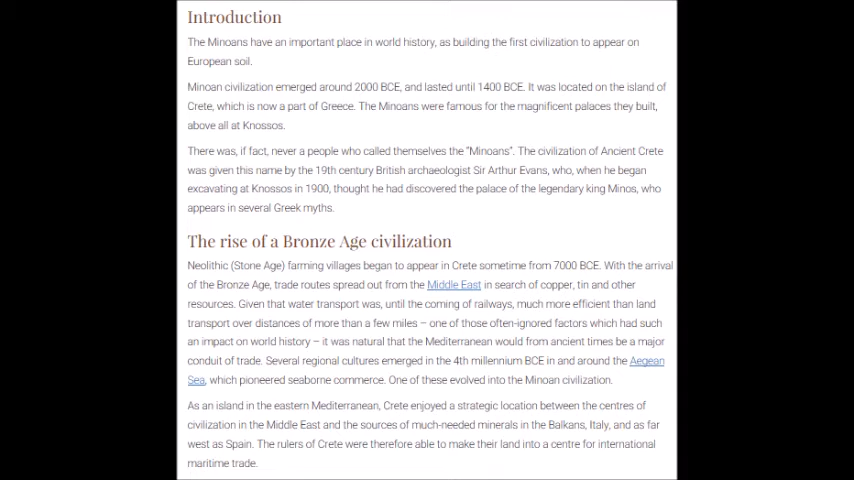 Introduction
The Minoans have an important place in world history, as building the first civilization to appear on
European soil.
Minoan civilization emerged around 2000 BCE, and lasted until 1400 BCE. It was located on the island of
Crete, which is now a part of Greece. The Minoans were famous for the magnificent palaces they built,
above all at Knossos.
There was, if fact, never a people who called themselves the “Minoans”. The civilization of Ancient Crete
was given this name by the 19th century British archaeologist Sir Arthur Evans, who, when he began
excavating at Knossos in 1900, thought he had discovered the palace of the legendary king Minos, who
appears in several Greek myths.
The rise of a Bronze Age civilization
Neolithic (Stone Age) farming villages began to appear in Crete sometime from 7000 BCE. With the arrival
of the Bronze Age, trade routes spread out from the Middle East in search of copper, tin and other
resources. Given that water transport was, until the coming of railways, much more efficient than land
transport over distances of more than a few miles – one of those often-ignored factors which had such
an impact on world history – it was natural that the Mediterranean would from ancient times be a major
conduit of trade. Several regional cultures emerged in the 4th millennium BCE in and around the Aegean
Sea, which pioneered seaborne commerce. One of these evolved into the Minoan civilization.
As an island in the eastern Mediterranean, Crete enjoyed a strategic location between the centres of
civilization in the Middle East and the sources of much-needed minerals in the Balkans, Italy, and as far
west as Spain. The rulers of Crete were therefore able to make their land into a centre for international
maritime trade.